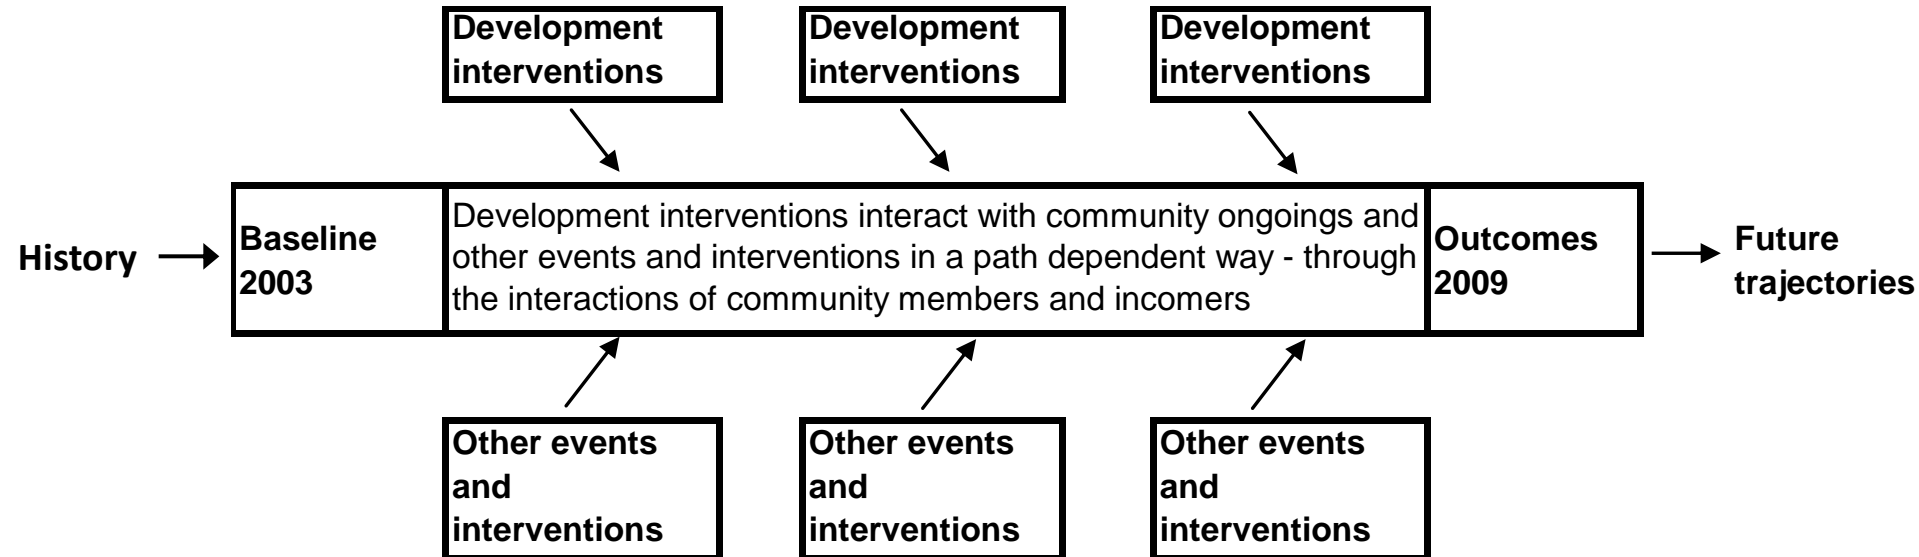 Development
interventions
Development
interventions
Development
interventions
History
Baseline
2003
Development interventions interact with community ongoings and
other events and interventions in a path dependent way - through
the interactions of community members and incomers
Outcomes
2009
Future
trajectories
Other events
and
interventions
Other events
and
interventions
Other events
and
interventions